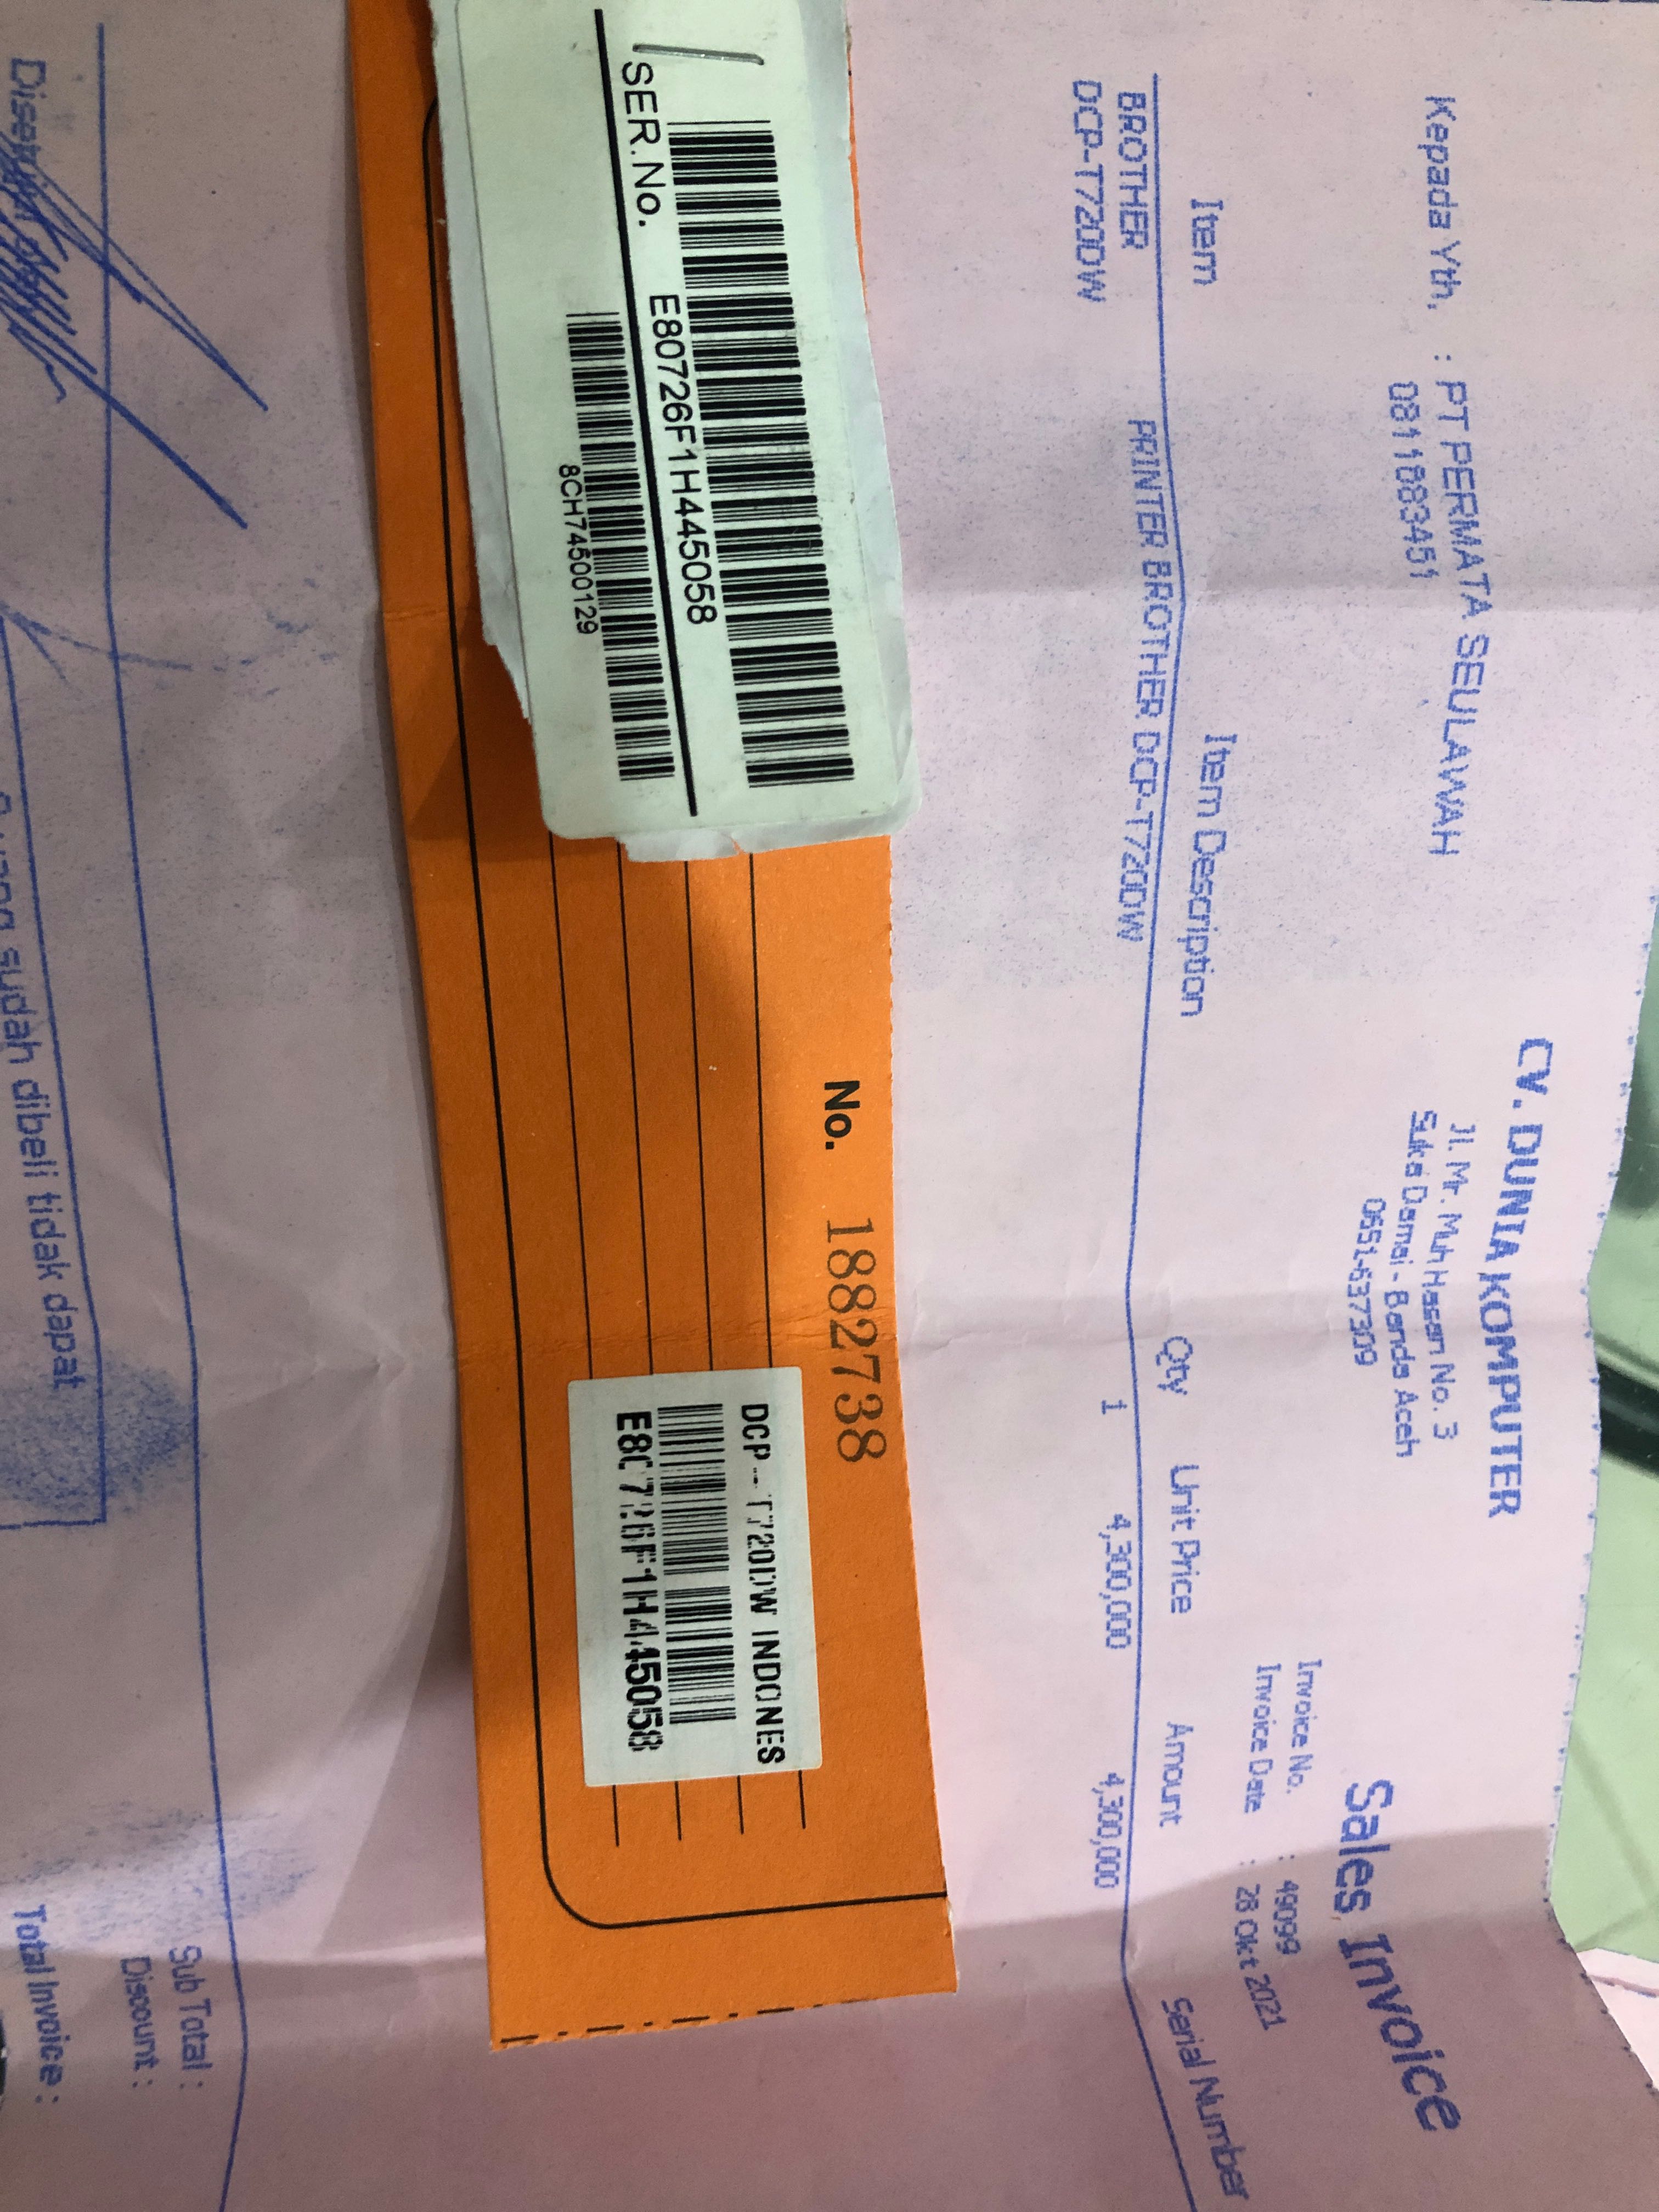 CV. DUNIA KOMPUTER
Jl. Mr. Muh Hasan No. 3
Suka Damai - Banda Aceh
0651-637309
Sales Invoice
Kepada Yth. : PT PERMATA SEULAWAH
0811683451
Invoice No. : 49099
Invoice Date : 28 Okt 2021
Item Item Description Qty Unit Price Amount Serial Number
BROTHER PRINTER BROTHER DCP-T720DW 1 4,300,000 4,300,000
DCP-T720DW
No. 1882738
SER.No. E80726F1H445058
8CH74500129
DCP-T720DW INDONES
E80726F1H445058
Sub Total :
Discount :
Total Invoice :
sudah dibeli tidak dapat